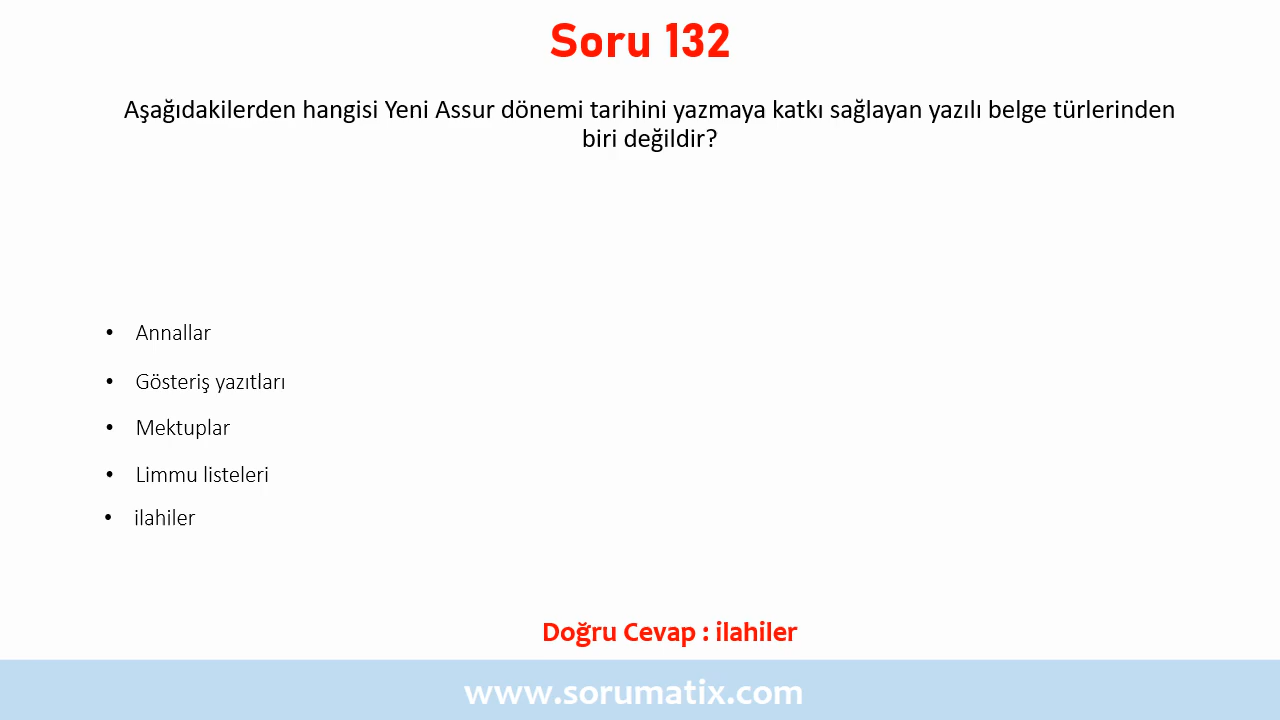 Soru 132
Aşağıdakilerden hangisi Yeni Assur dönemi tarihini yazmaya katkı sağlayan yazılı belge türlerinden
biri değildir?
• Annallar
• Gösteriş yazıtları
• Mektuplar
• Limmu listeleri
• ilahiler
Doğru Cevap : ilahiler
www.sorumatix.com